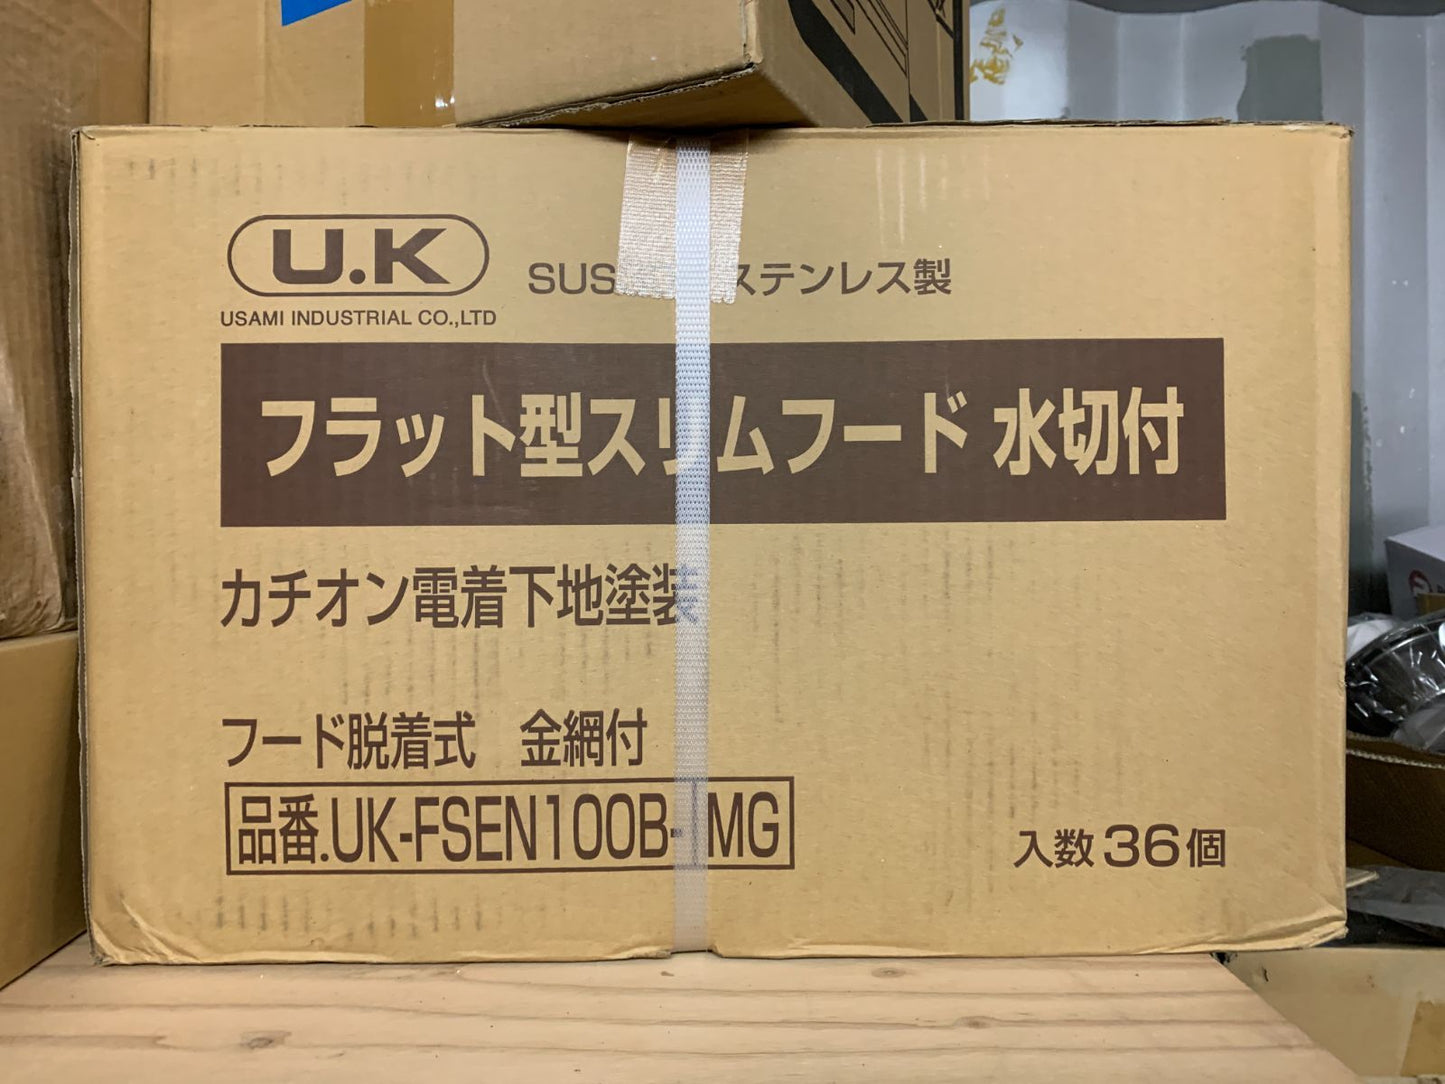 U.K
USAMI INDUSTRIAL CO.,LTD
SUS ステンレス製
フラット型スリムフード 水切付
カチオン電着下地塗装
フード脱着式 金網付
品番.UK-FSEN100B-1MG
入数36個